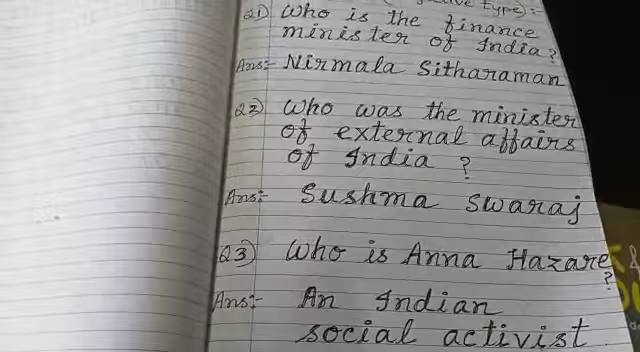 type):-
Q1) Who is the finance
minister of India?
Ans:- Nirmala Sitharaman
Q2) Who was the minister
of external affairs
of India ?
Ans:- Sushma Swaraj
Q3) Who is Anna Hazare
?
Ans:- An Indian
social activist.